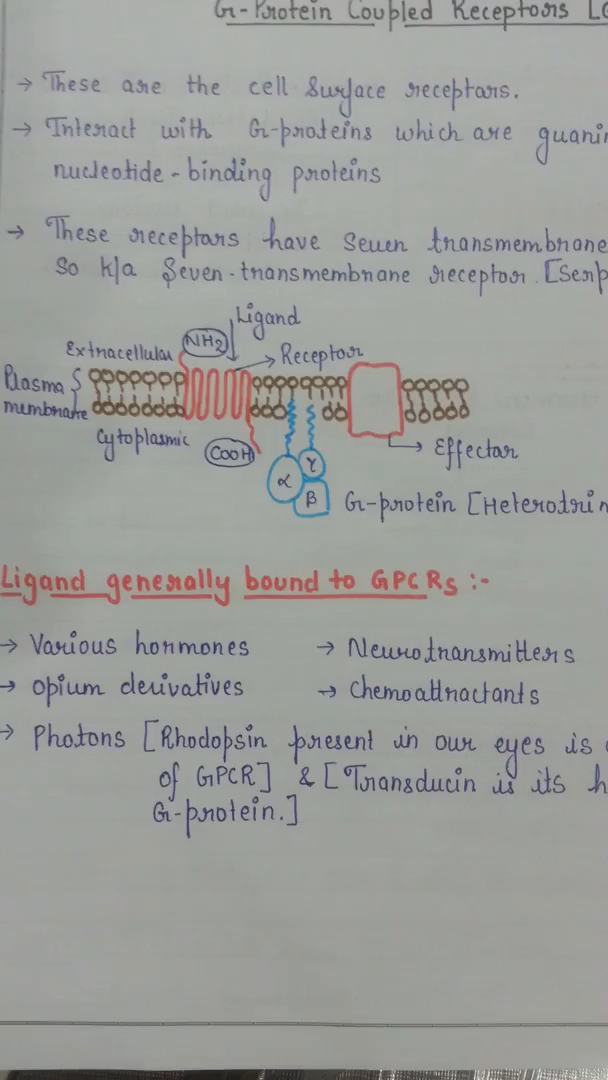 G-Protein Coupled Receptors
→ These are the cell surface receptors.
→ Interact with G-proteins which are
nucleotide-binding proteins
→ These receptors have seven transmembrane
So k/a Seven-transmembrane receptor
Ligand
NH2
Extracellular
Receptor
Plasma
membrane
Cytoplasmic
COOH
Effector
α
γ
β
G-protein
Ligand generally bound to GPCRs :-
→ Various hormones → Neurotransmitters
→ Opium derivatives → Chemoattractants
→ Photons [Rhodopsin present in our eyes is
of GPCR] & [Transducin is its
G-protein.]